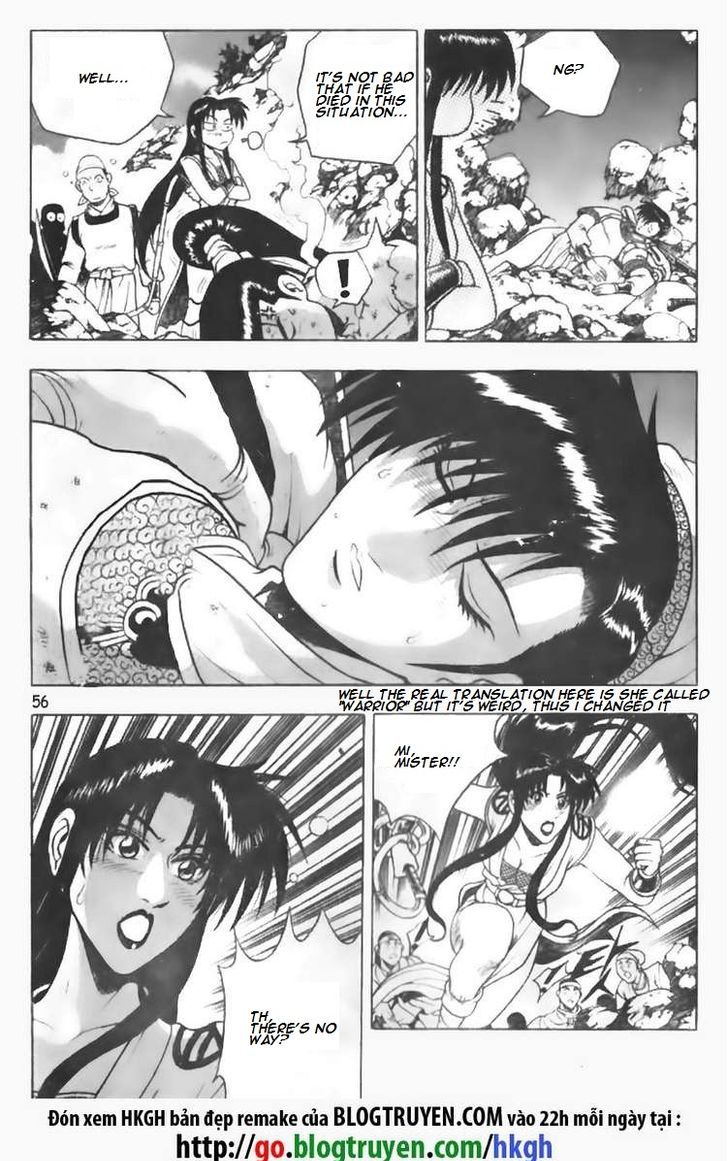 WELL...
IT'S NOT BAD
THAT IF HE
DIED IN THIS
SITUATION...
!
NG?
56
WELL THE REAL TRANSLATION HERE IS SHE CALLED
"WARRIOR" BUT IT'S WEIRD, THUS I CHANGED IT
TH,
THERE'S NO
WAY?
MI,
MISTER!!
Đón xem HKGH bản đẹp remake của BLOGTRUYEN.COM vào 22h mỗi ngày tại :
http://go.blogtruyen.com/hkgh